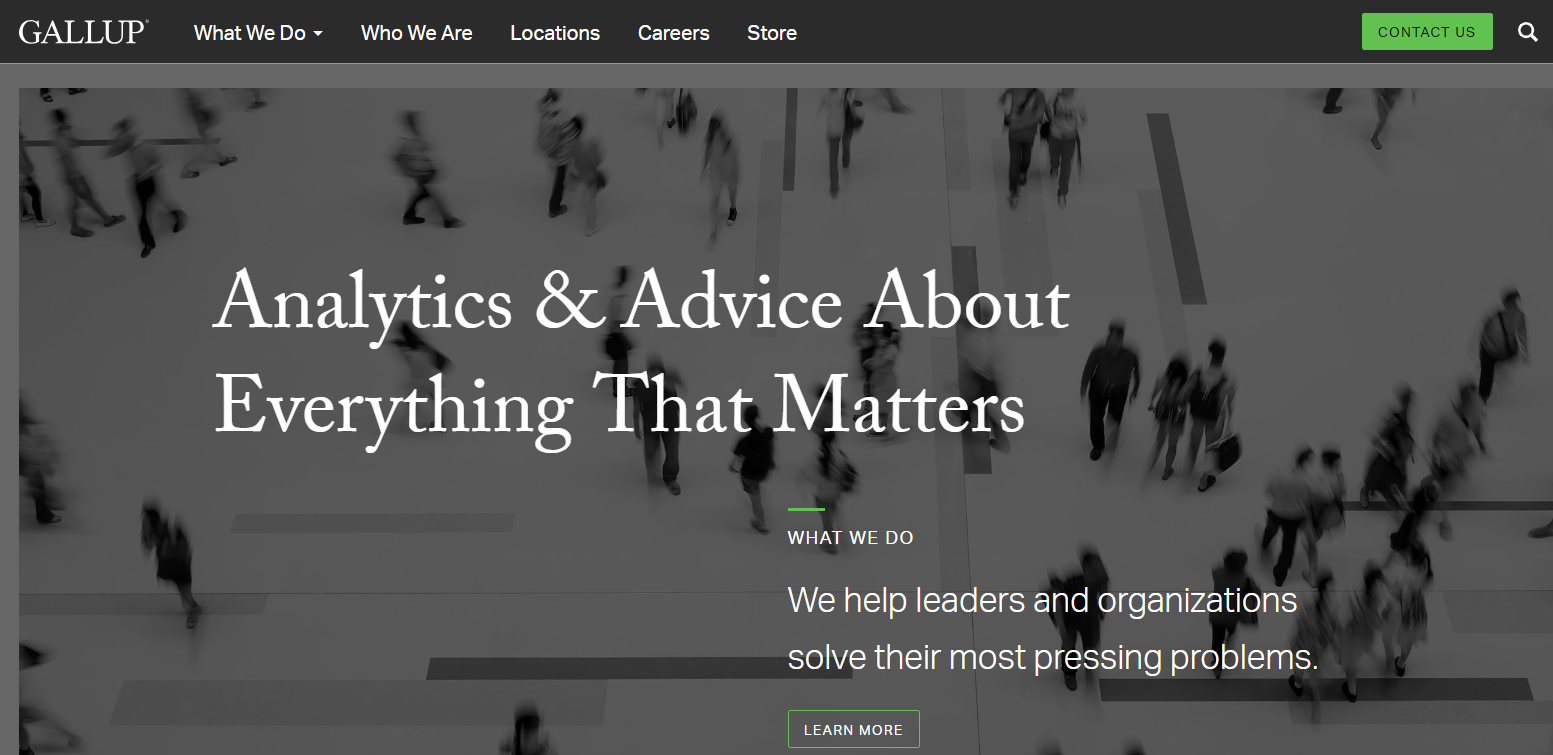 GALLUP®
What We Do
Who We Are
Locations
Careers
Store
CONTACT US
Analytics & Advice About
Everything That Matters
WHAT WE DO
We help leaders and organizations
solve their most pressing problems.
LEARN MORE